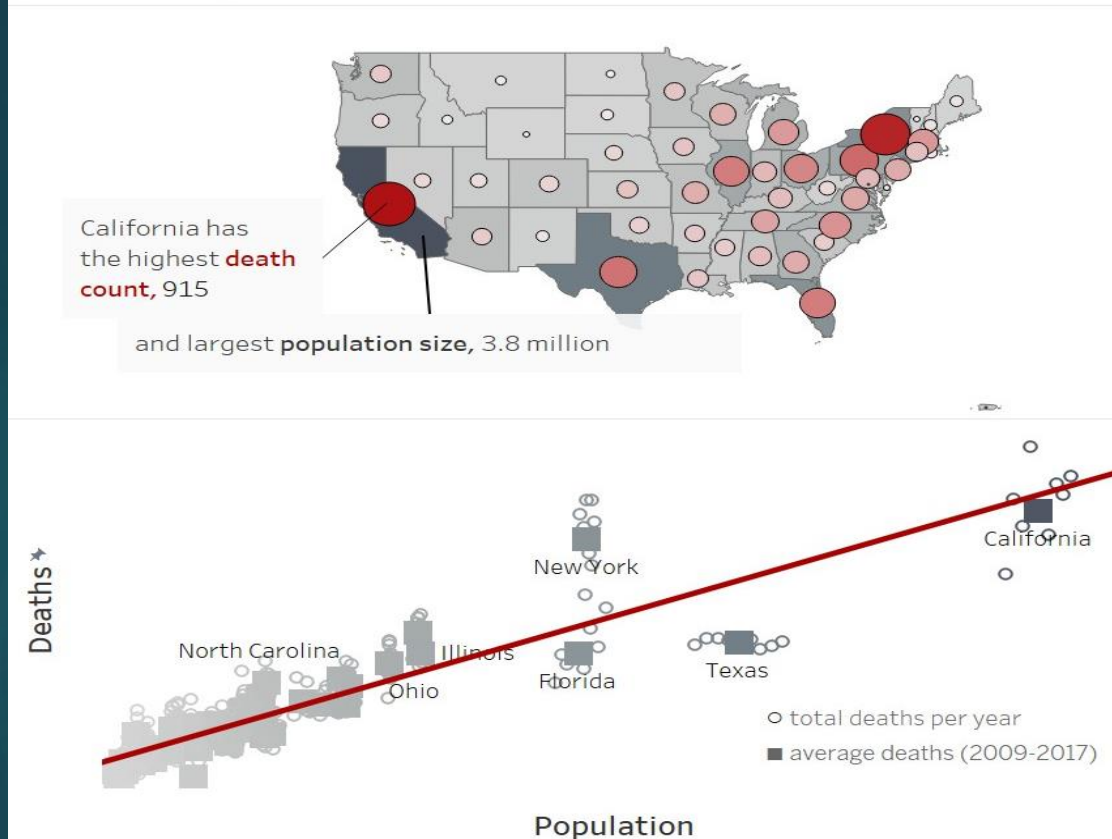 California has
the highest death
count, 915
and largest population size, 3.8 million
Deaths
New York
California
North Carolina
Illinois
Ohio
Florida
Texas
total deaths per year
average deaths (2009-2017)
Population